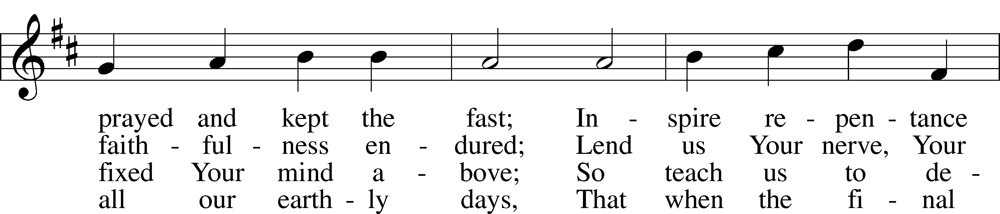 prayed and kept the fast; In - spire re - pen - tance
faith - ful - ness en - dured; Lend us Your nerve, Your
fixed Your mind a - bove; So teach us to de -
all our earth - ly days, That when the fi - nal